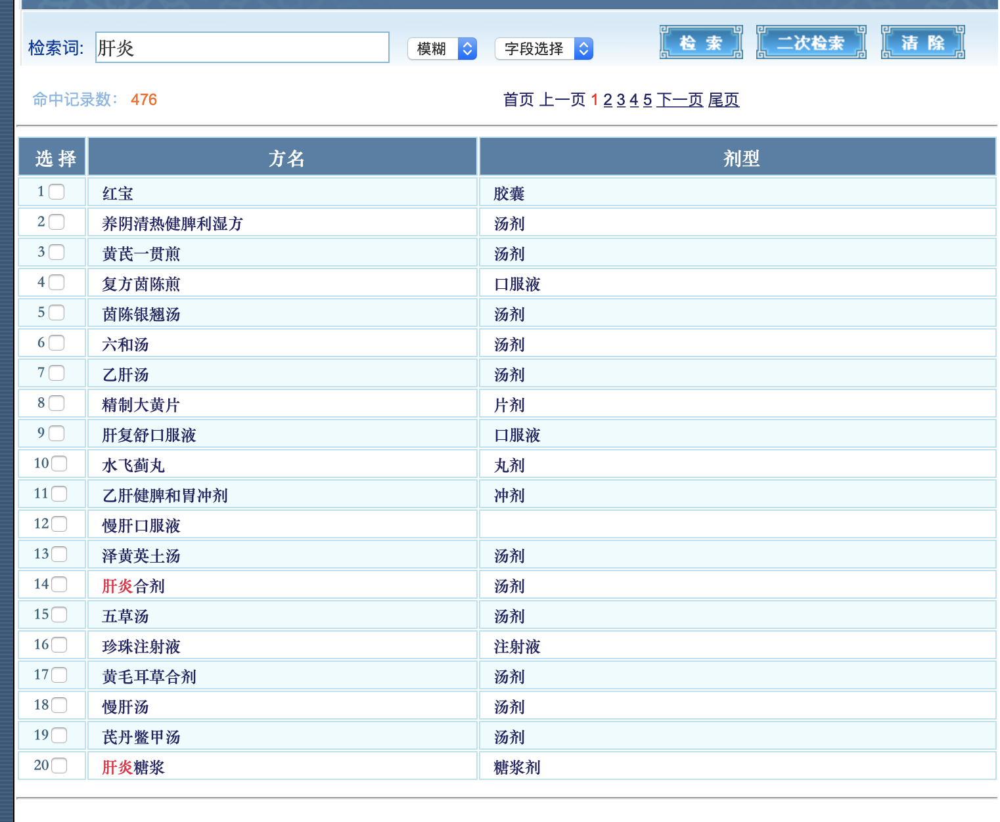 检索词: 肝炎 模糊 字段选择 检 索 二次检索 清 除
命中记录数: 476 首页 上一页 1 2 3 4 5 下一页 尾页
选 择 方名 剂型
1 红宝 胶囊
2 养阴清热健脾利湿方 汤剂
3 黄芪一贯煎 汤剂
4 复方茵陈煎 口服液
5 茵陈银翘汤 汤剂
6 六和汤 汤剂
7 乙肝汤 汤剂
8 精制大黄片 片剂
9 肝复舒口服液 口服液
10 水飞蓟丸 丸剂
11 乙肝健脾和胃冲剂 冲剂
12 慢肝口服液
13 泽黄英土汤 汤剂
14 肝炎合剂 汤剂
15 五草汤 汤剂
16 珍珠注射液 注射液
17 黄毛耳草合剂 汤剂
18 慢肝汤 汤剂
19 芪丹鳖甲汤 汤剂
20 肝炎糖浆 糖浆剂